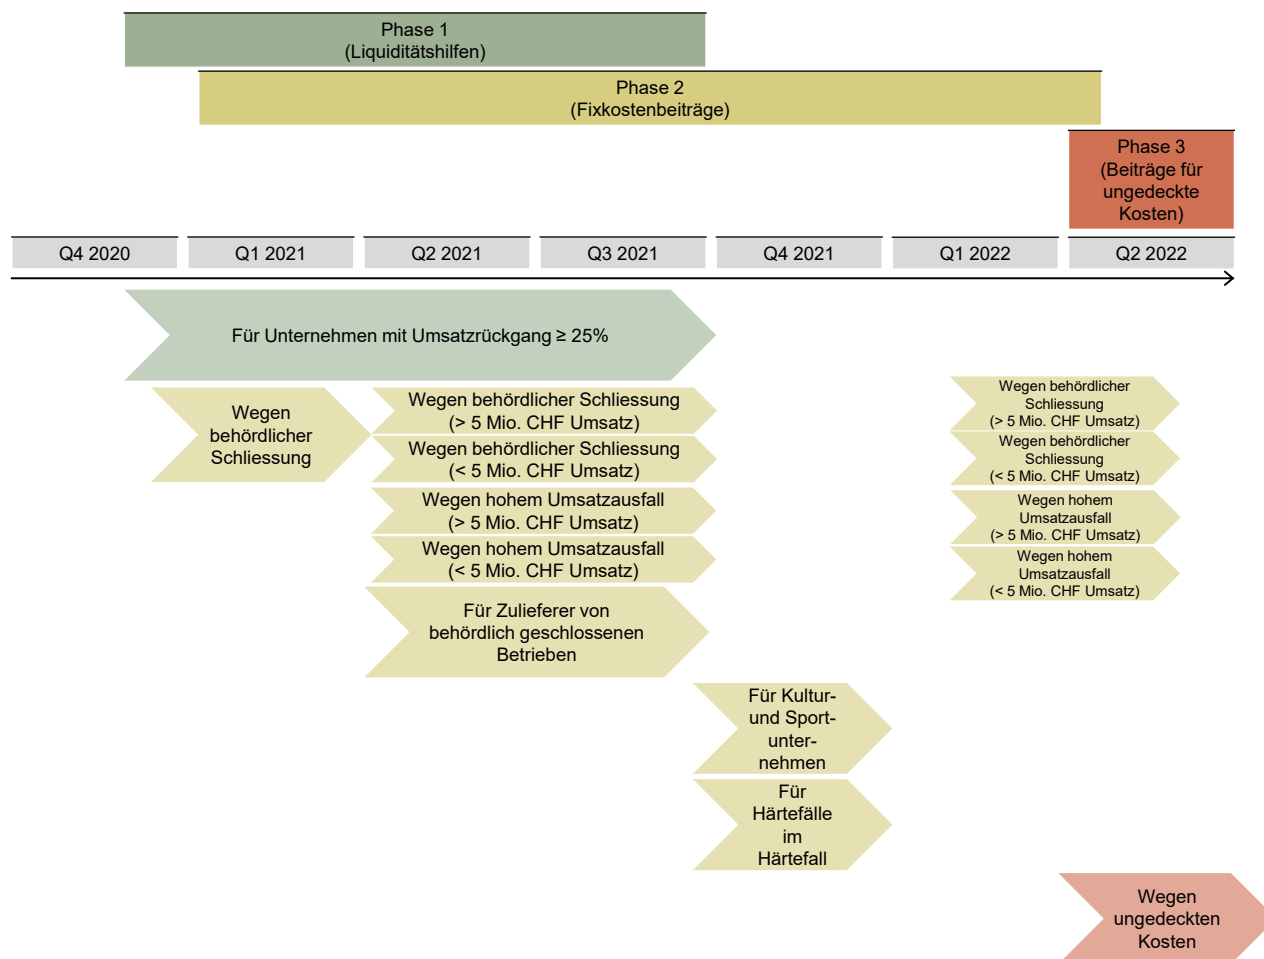 Phase 1
(Liquiditätshilfen)
Phase 2
(Fixkostenbeiträge)
Phase 3
(Beiträge für
ungedeckte
Kosten)
Q4 2020
Q1 2021
Q2 2021
Q3 2021
Q4 2021
Q1 2022
Q2 2022
Für Unternehmen mit Umsatzrückgang ≥ 25%
Wegen
behördlicher
Schliessung
Wegen behördlicher Schliessung
(> 5 Mio. CHF Umsatz)
Wegen behördlicher Schliessung
(< 5 Mio. CHF Umsatz)
Wegen hohem Umsatzausfall
(> 5 Mio. CHF Umsatz)
Wegen hohem Umsatzausfall
(< 5 Mio. CHF Umsatz)
Für Zulieferer von
behördlich geschlossenen
Betrieben
Wegen behördlicher
Schliessung
(> 5 Mio. CHF Umsatz)
Wegen behördlicher
Schliessung
(< 5 Mio. CHF Umsatz)
Wegen hohem
Umsatzausfall
(> 5 Mio. CHF Umsatz)
Wegen hohem
Umsatzausfall
(< 5 Mio. CHF Umsatz)
Für Kultur-
und Sport-
unter-
nehmen
Für
Härtefälle
im
Härtefall
Wegen
ungedeckten
Kosten